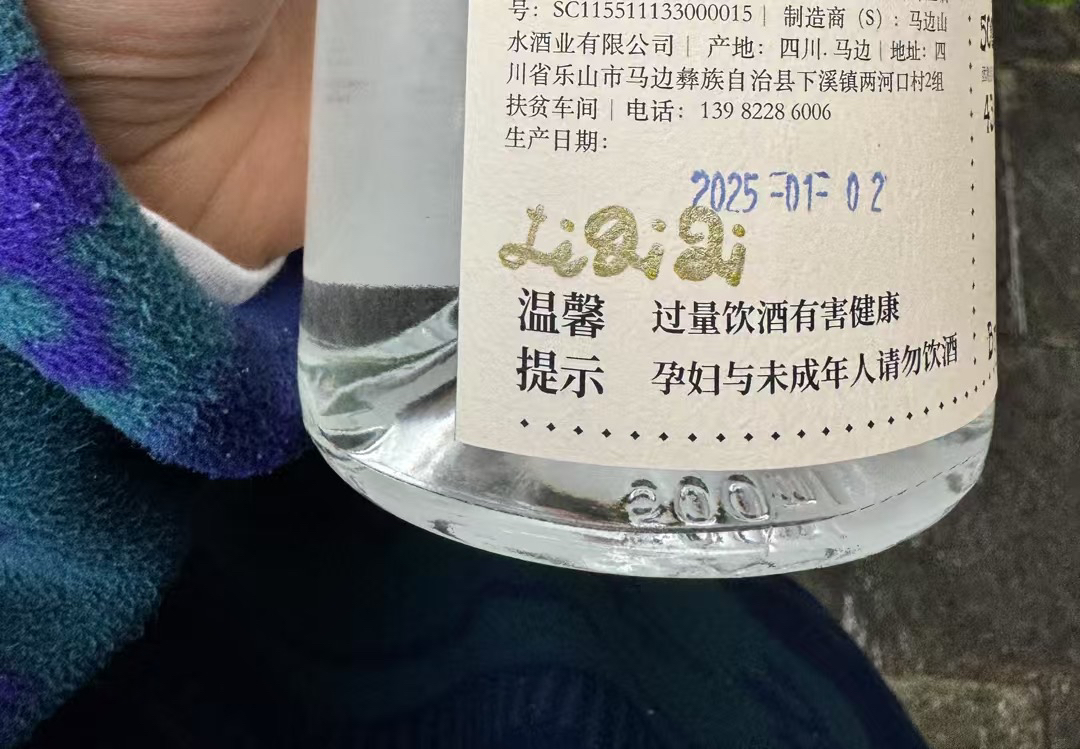 号：SC115511133000015 | 制造商（S）：马边山
水酒业有限公司 | 产地：四川. 马边 | 地址: 四
川省乐山市马边彝族自治县下溪镇两河口村2组
扶贫车间 | 电话：139 8228 6006
生产日期：
2025-01-02
LiQiQi
温馨提示
过量饮酒有害健康
孕妇与未成年人请勿饮酒
500
43